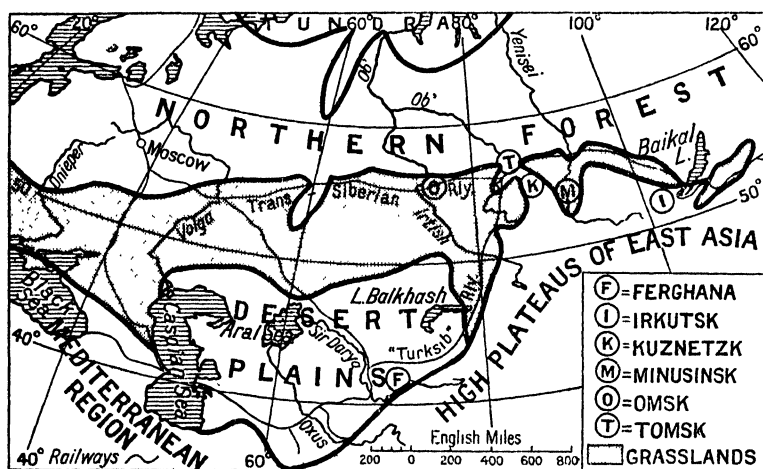 60° 20° TUNDRA 60° 80° 100° 120°
60°
Ob'
Yenisei
Ob'
NORTHERN FOREST
Dnieper
Moscow
Baikal L.
T
K
M
O
I
50
50°
Trans Siberian Rly.
Volga
Irtish
HIGH PLATEAUS OF EAST ASIA
Black Sea
Caspian Sea
DESERT
PLAINS
L. Balkhash
Aral Sea
Sir Darya
Rly.
"Turksib"
F
Oxus
40°
MEDITERRANEAN
REGION
40° Railways
60°
English Miles
200 0 200 400 600 800
F = FERGHANA
I = IRKUTSK
K = KUZNETZK
M = MINUSINSK
O = OMSK
T = TOMSK
GRASSLANDS